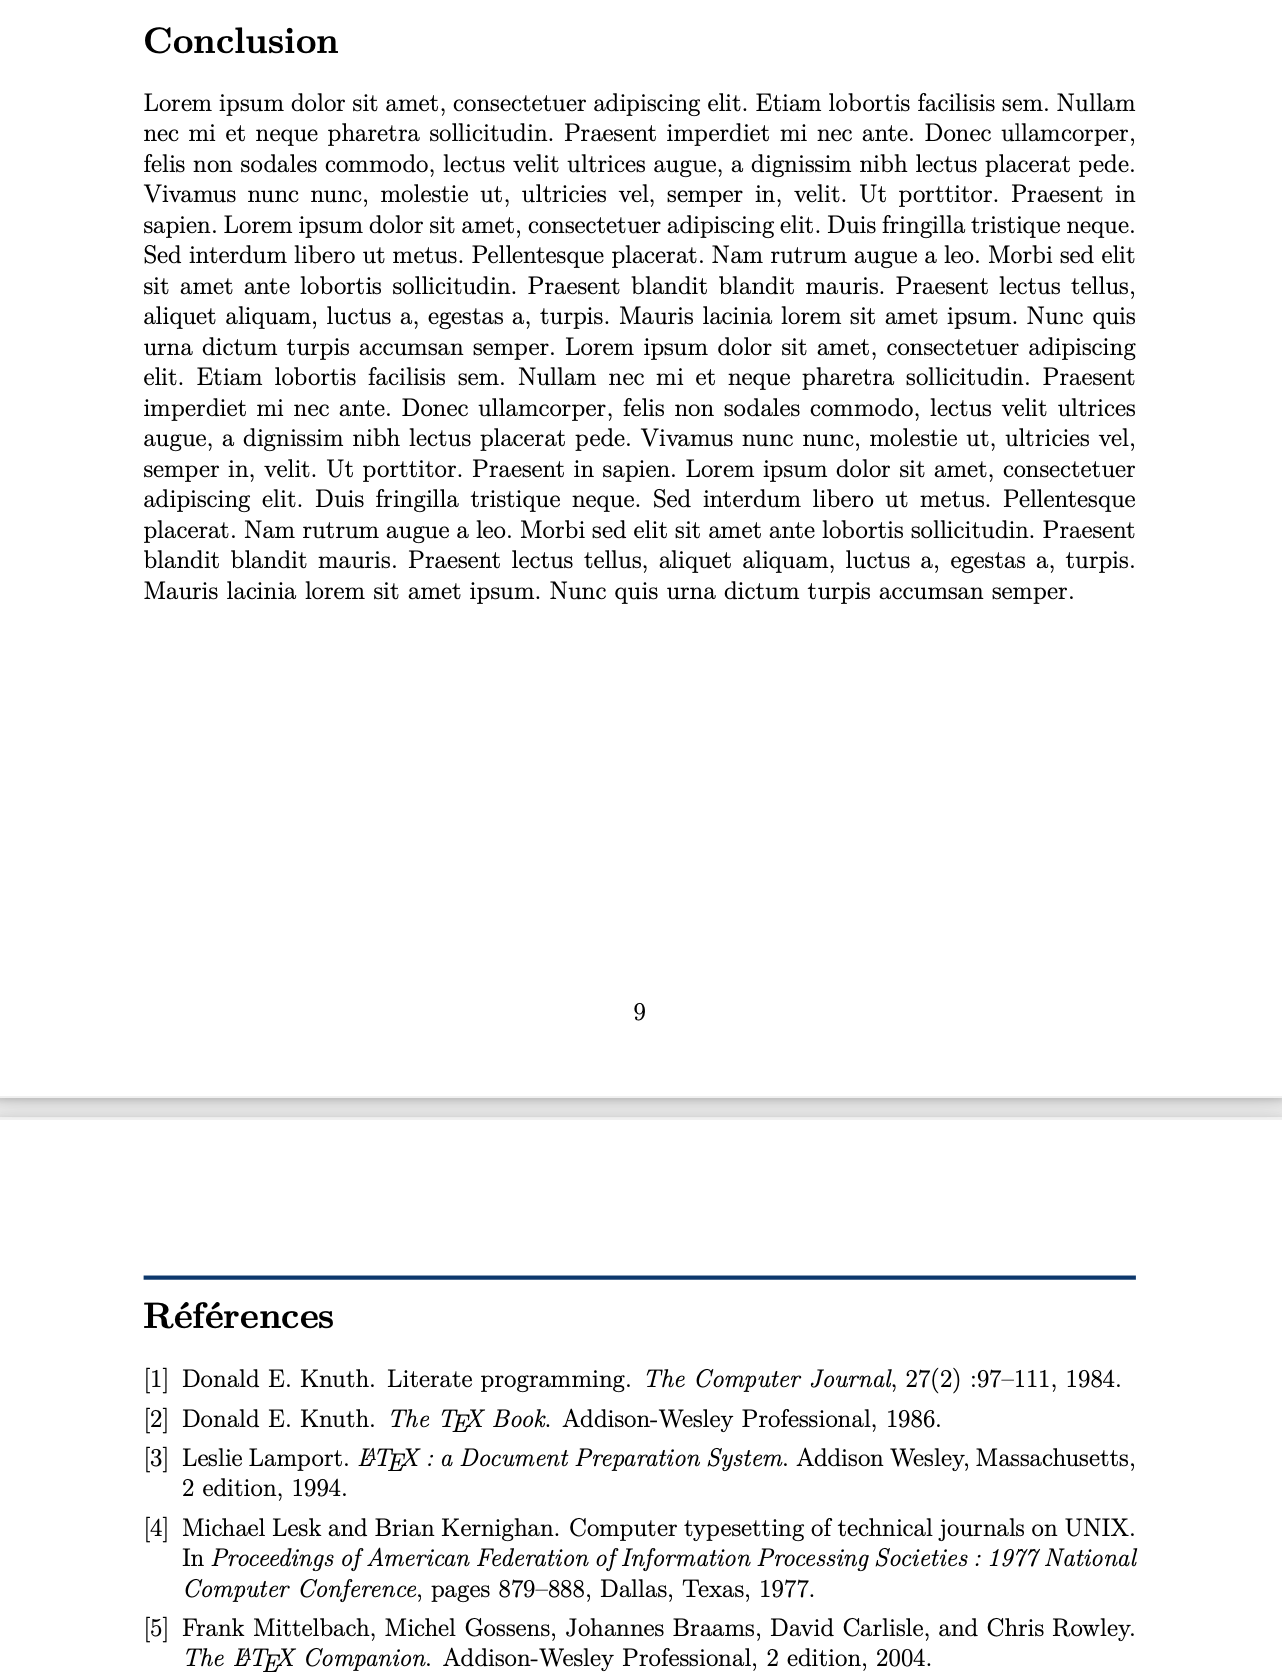 Conclusion
Lorem ipsum dolor sit amet, consectetuer adipiscing elit. Etiam lobortis facilisis sem. Nullam
nec mi et neque pharetra sollicitudin. Praesent imperdiet mi nec ante. Donec ullamcorper,
felis non sodales commodo, lectus velit ultrices augue, a dignissim nibh lectus placerat pede.
Vivamus nunc nunc, molestie ut, ultricies vel, semper in, velit. Ut porttitor. Praesent in
sapien. Lorem ipsum dolor sit amet, consectetuer adipiscing elit. Duis fringilla tristique neque.
Sed interdum libero ut metus. Pellentesque placerat. Nam rutrum augue a leo. Morbi sed elit
sit amet ante lobortis sollicitudin. Praesent blandit blandit mauris. Praesent lectus tellus,
aliquet aliquam, luctus a, egestas a, turpis. Mauris lacinia lorem sit amet ipsum. Nunc quis
urna dictum turpis accumsan semper. Lorem ipsum dolor sit amet, consectetuer adipiscing
elit. Etiam lobortis facilisis sem. Nullam nec mi et neque pharetra sollicitudin. Praesent
imperdiet mi nec ante. Donec ullamcorper, felis non sodales commodo, lectus velit ultrices
augue, a dignissim nibh lectus placerat pede. Vivamus nunc nunc, molestie ut, ultricies vel,
semper in, velit. Ut porttitor. Praesent in sapien. Lorem ipsum dolor sit amet, consectetuer
adipiscing elit. Duis fringilla tristique neque. Sed interdum libero ut metus. Pellentesque
placerat. Nam rutrum augue a leo. Morbi sed elit sit amet ante lobortis sollicitudin. Praesent
blandit blandit mauris. Praesent lectus tellus, aliquet aliquam, luctus a, egestas a, turpis.
Mauris lacinia lorem sit amet ipsum. Nunc quis urna dictum turpis accumsan semper.
9
Références
[1] Donald E. Knuth. Literate programming. The Computer Journal, 27(2) :97–111, 1984.
[2] Donald E. Knuth. The TEX Book. Addison-Wesley Professional, 1986.
[3] Leslie Lamport. LATEX : a Document Preparation System. Addison Wesley, Massachusetts,
2 edition, 1994.
[4] Michael Lesk and Brian Kernighan. Computer typesetting of technical journals on UNIX.
In Proceedings of American Federation of Information Processing Societies : 1977 National
Computer Conference, pages 879–888, Dallas, Texas, 1977.
[5] Frank Mittelbach, Michel Gossens, Johannes Braams, David Carlisle, and Chris Rowley.
The LATEX Companion. Addison-Wesley Professional, 2 edition, 2004.